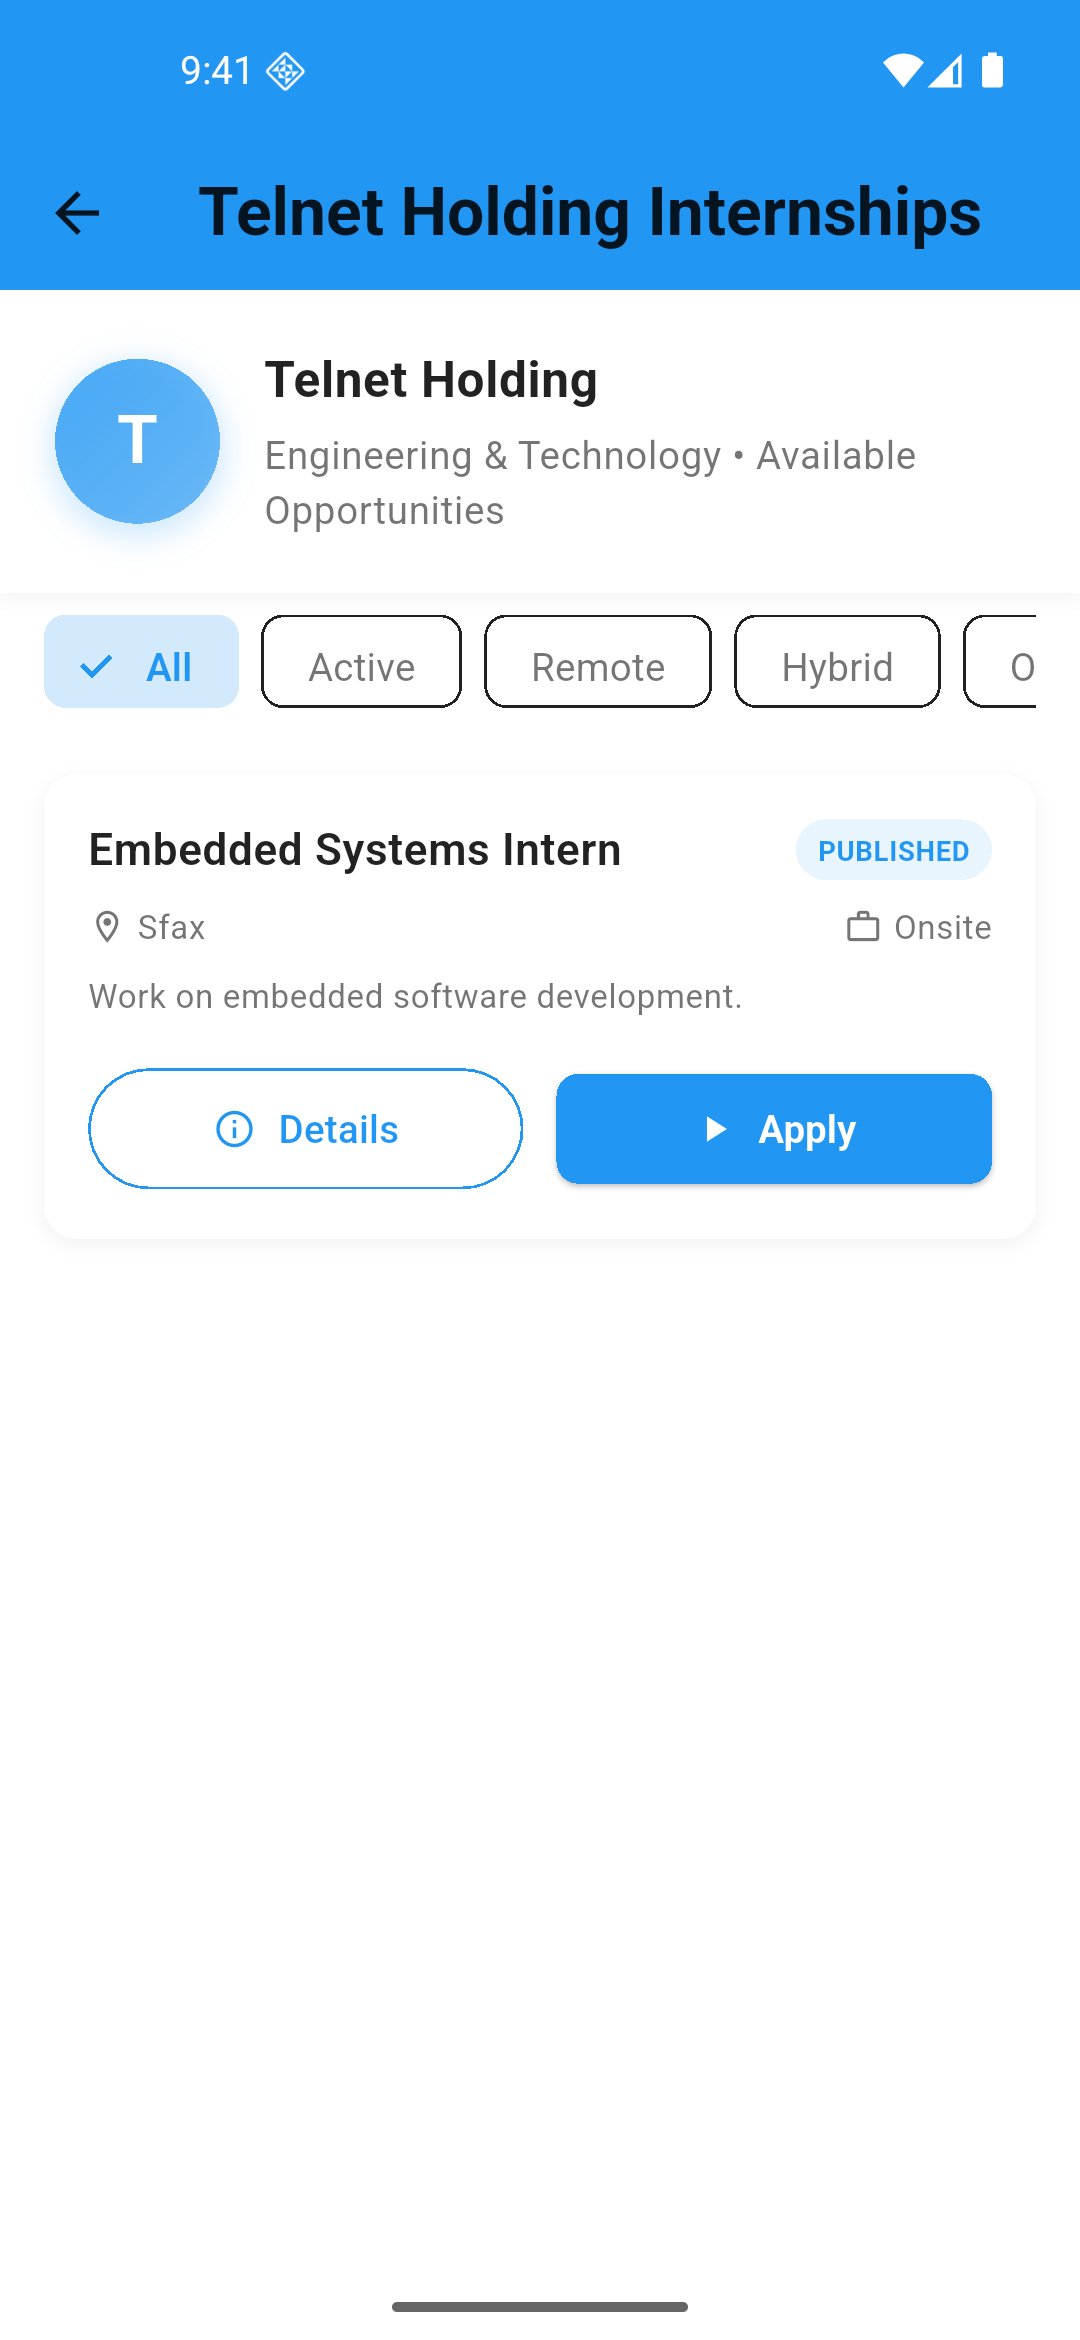 9:41
Telnet Holding Internships
T
Telnet Holding
Engineering & Technology • Available
Opportunities
All
Active
Remote
Hybrid
O
Embedded Systems Intern
PUBLISHED
Sfax
Onsite
Work on embedded software development.
Details
Apply